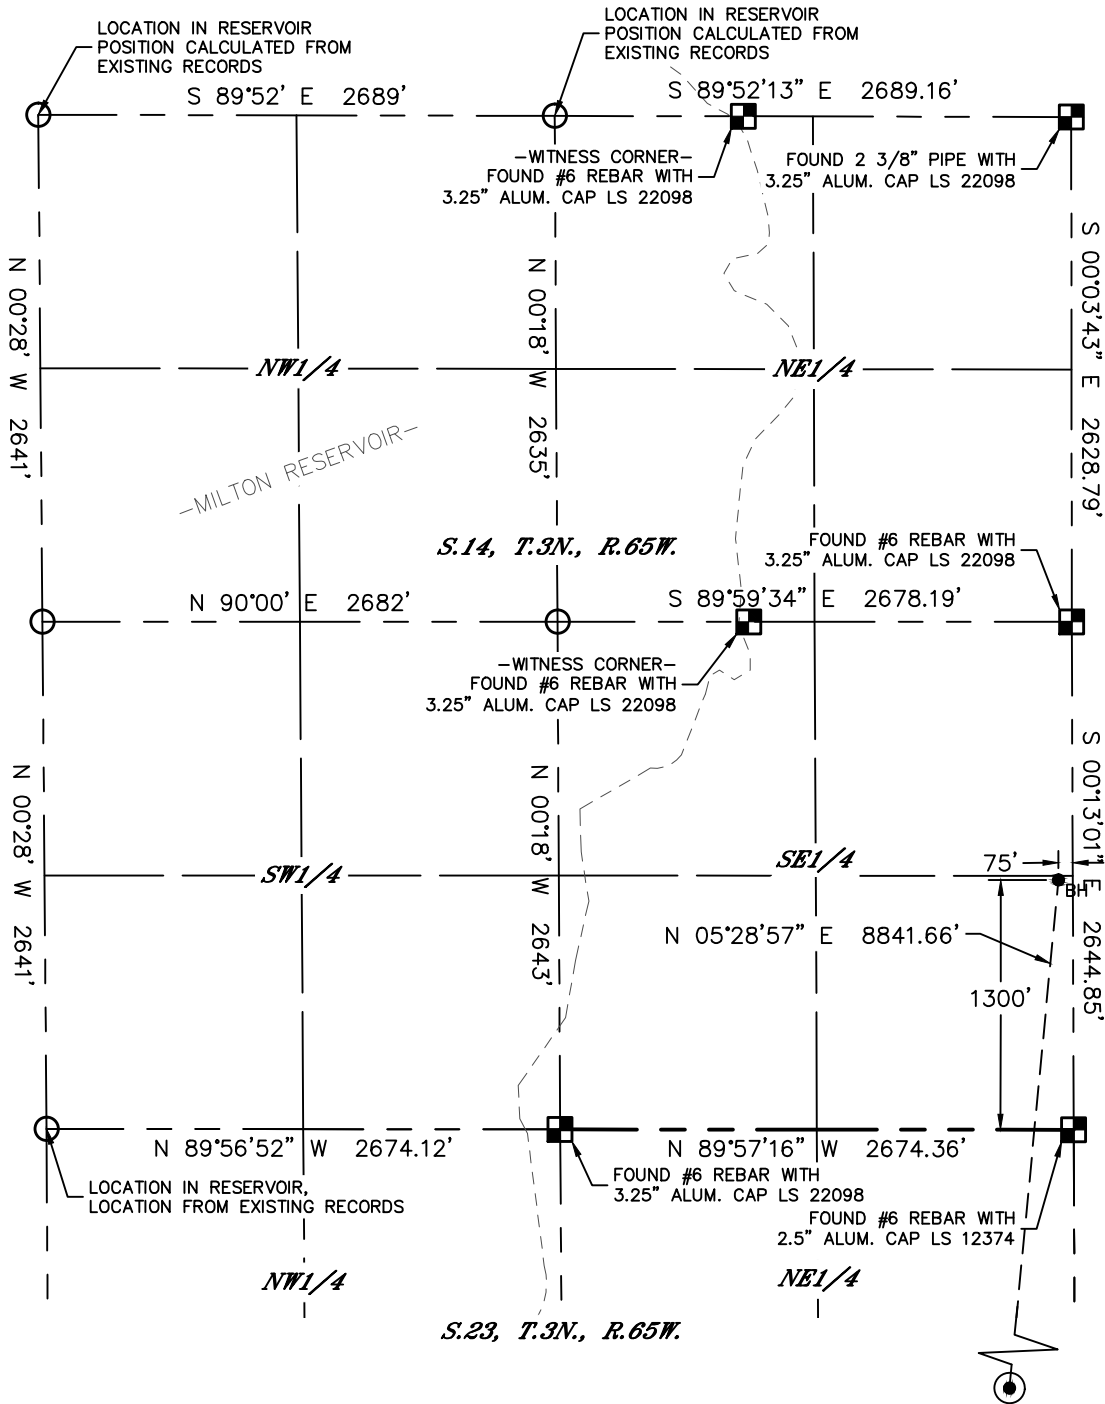 LOCATION IN RESERVOIR
POSITION CALCULATED FROM
EXISTING RECORDS
LOCATION IN RESERVOIR
POSITION CALCULATED FROM
EXISTING RECORDS
S 89°52' E 2689'
S 89°52'13" E 2689.16'
-WITNESS CORNER-
FOUND #6 REBAR WITH
3.25" ALUM. CAP LS 22098
FOUND 2 3/8" PIPE WITH
3.25" ALUM. CAP LS 22098
N 00°28' W 2641'
N 00°18' W 2635'
S 00°03'43" E 2628.79'
NW1/4
NE1/4
-MILTON RESERVOIR-
S.14, T.3N., R.65W.
FOUND #6 REBAR WITH
3.25" ALUM. CAP LS 22098
N 90°00' E 2682'
S 89°59'34" E 2678.19'
-WITNESS CORNER-
FOUND #6 REBAR WITH
3.25" ALUM. CAP LS 22098
N 00°28' W 2641'
N 00°18' W 2643'
S 00°13'01" E 2644.85'
SW1/4
SE1/4
75'
BH
N 05°28'57" E 8841.66'
1300'
N 89°56'52" W 2674.12'
N 89°57'16" W 2674.36'
LOCATION IN RESERVOIR,
LOCATION FROM EXISTING RECORDS
FOUND #6 REBAR WITH
3.25" ALUM. CAP LS 22098
FOUND #6 REBAR WITH
2.5" ALUM. CAP LS 12374
NW1/4
NE1/4
S.23, T.3N., R.65W.